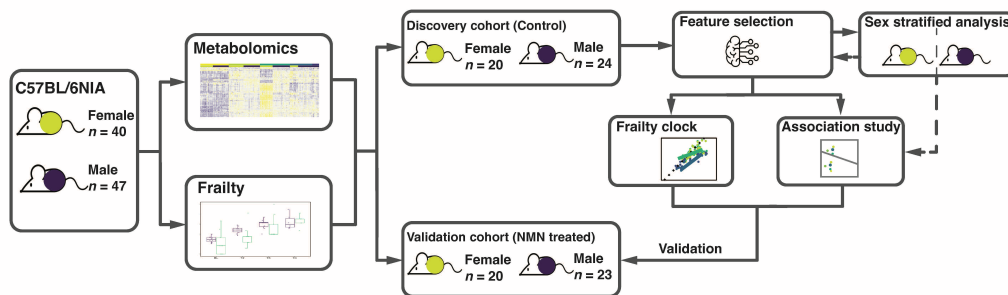 C57BL/6NIA
Female
n = 40
Male
n = 47
Metabolomics
Frailty
Discovery cohort (Control)
Female
n = 20
Male
n = 24
Validation cohort (NMN treated)
Female
n = 20
Male
n = 23
Feature selection
Sex stratified analysis
Frailty clock
Association study
Validation